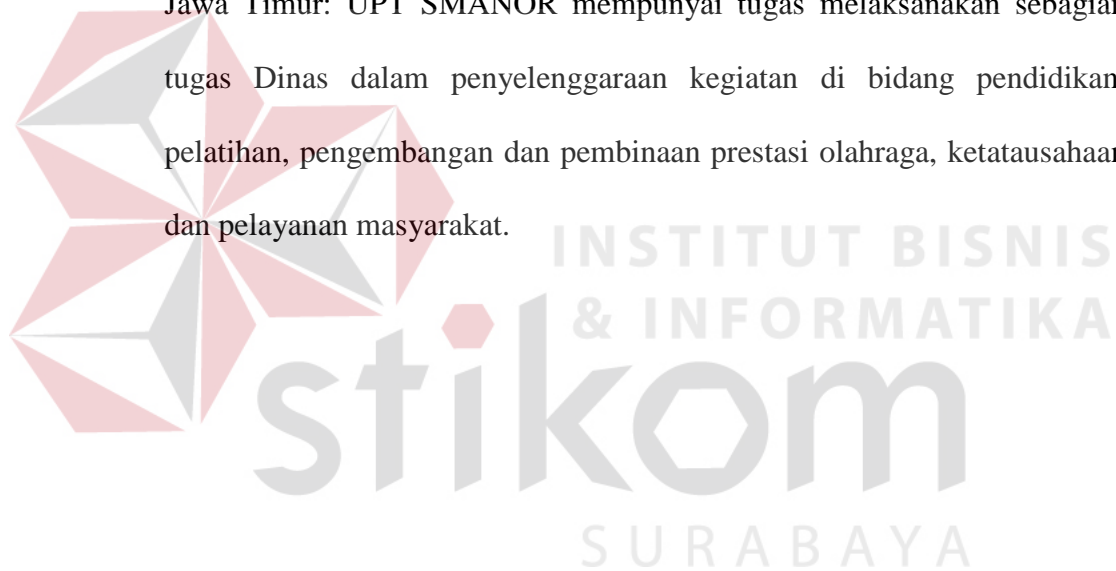 Jawa Timur: UPT SMANOR mempunyai tugas melaksanakan sebagian
tugas Dinas dalam penyelenggaraan kegiatan di bidang pendidikan
pelatihan, pengembangan dan pembinaan prestasi olahraga, ketatausahaan
dan pelayanan masyarakat.
INSTITUT BISNIS
& INFORMATIKA
stikom
SURABAYA